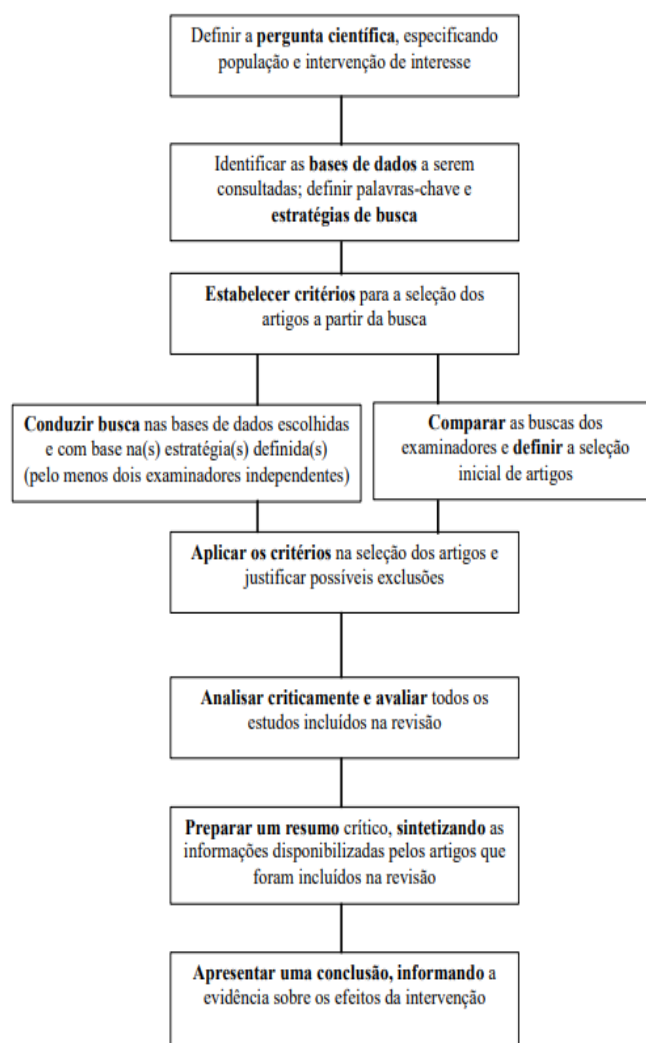 Definir a pergunta científica, especificando
população e intervenção de interesse
Identificar as bases de dados a serem
consultadas; definir palavras-chave e
estratégias de busca
Estabelecer critérios para a seleção dos
artigos a partir da busca
Conduzir busca nas bases de dados escolhidas
e com base na(s) estratégia(s) definida(s)
(pelo menos dois examinadores independentes)
Comparar as buscas dos
examinadores e definir a seleção
inicial de artigos
Aplicar os critérios na seleção dos artigos e
justificar possíveis exclusões
Analisar criticamente e avaliar todos os
estudos incluídos na revisão
Preparar um resumo crítico, sintetizando as
informações disponibilizadas pelos artigos que
foram incluídos na revisão
Apresentar uma conclusão, informando a
evidência sobre os efeitos da intervenção